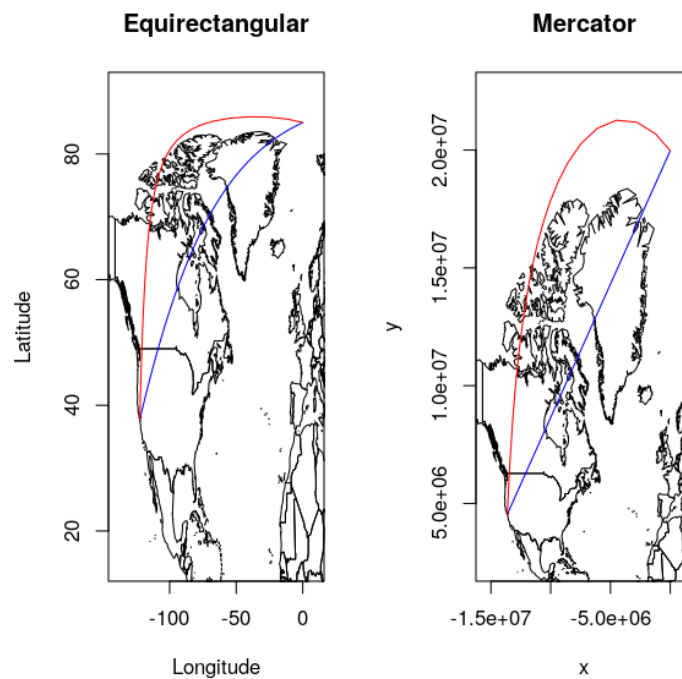 Equirectangular
80
60
40
20
Latitude
-100 -50 0
Longitude
Mercator
2.0e+07
1.5e+07
1.0e+07
5.0e+06
y
-1.5e+07 -5.0e+06
x